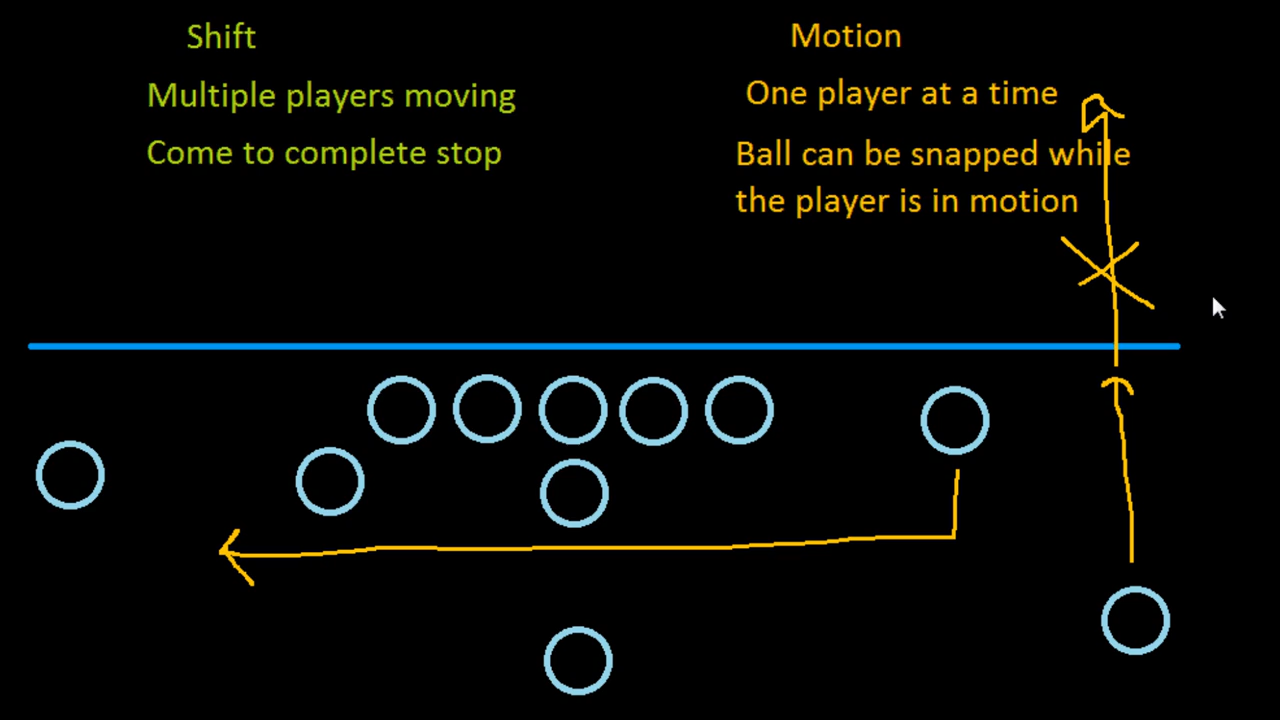 Shift
Multiple players moving
Come to complete stop
Motion
One player at a time
Ball can be snapped while
the player is in motion